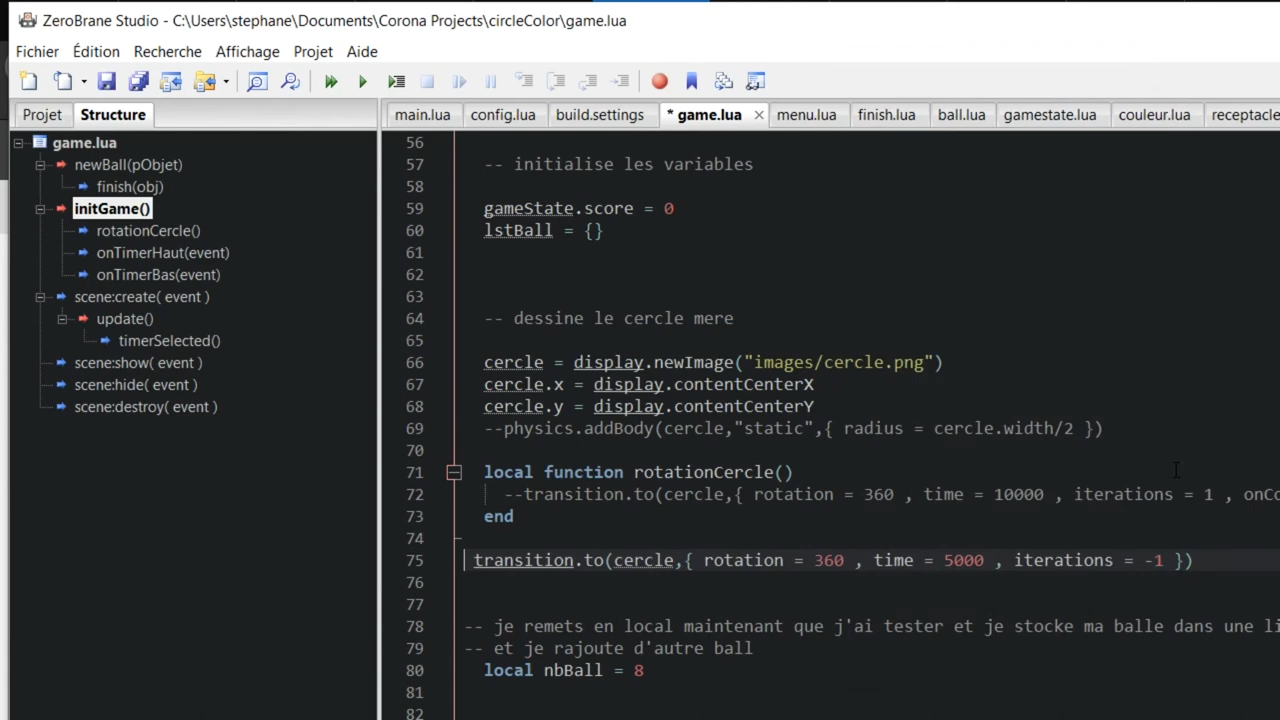 ZeroBrane Studio - C:\Users\stephane\Documents\Corona Projects\circleColor\game.lua
Fichier Édition Recherche Affichage Projet Aide
Projet Structure main.lua config.lua build.settings * game.lua menu.lua finish.lua ball.lua gamestate.lua couleur.lua receptacle
game.lua
newBall(pObjet)
finish(obj)
initGame()
rotationCercle()
onTimerHaut(event)
onTimerBas(event)
scene:create( event )
update()
timerSelected()
scene:show( event )
scene:hide( event )
scene:destroy( event )
56
57 -- initialise les variables
58
59 gameState.score = 0
60 lstBall = {}
61
62
63
64 -- dessine le cercle mere
65
66 cercle = display.newImage("images/cercle.png")
67 cercle.x = display.contentCenterX
68 cercle.y = display.contentCenterY
69 --physics.addBody(cercle,"static",{ radius = cercle.width/2 })
70
71 local function rotationCercle()
72 --transition.to(cercle,{ rotation = 360 , time = 10000 , iterations = 1 , onCo
73 end
74
75 transition.to(cercle,{ rotation = 360 , time = 5000 , iterations = -1 })
76
77
78 -- je remets en local maintenant que j'ai tester et je stocke ma balle dans une li
79 -- et je rajoute d'autre ball
80 local nbBall = 8
81
82